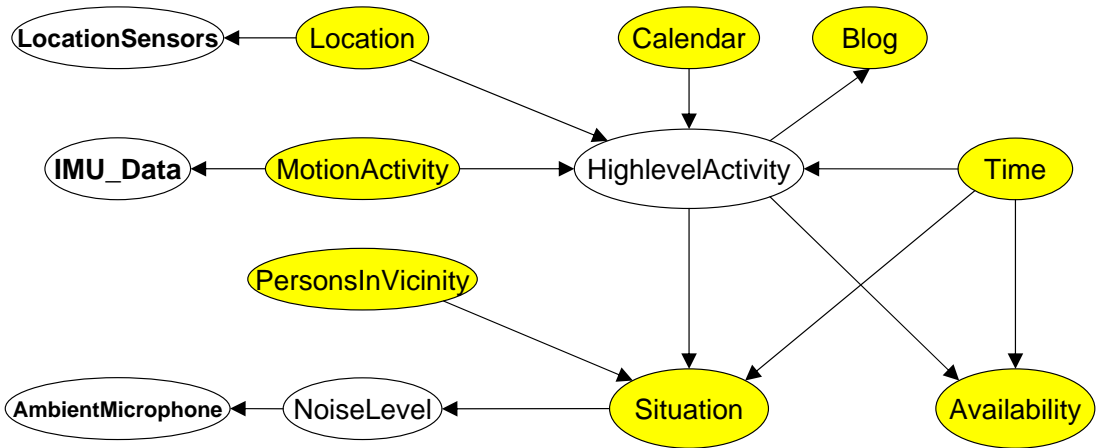 LocationSensors
Location
Calendar
Blog
IMU_Data
MotionActivity
HighlevelActivity
Time
PersonsInVicinity
AmbientMicrophone
NoiseLevel
Situation
Availability